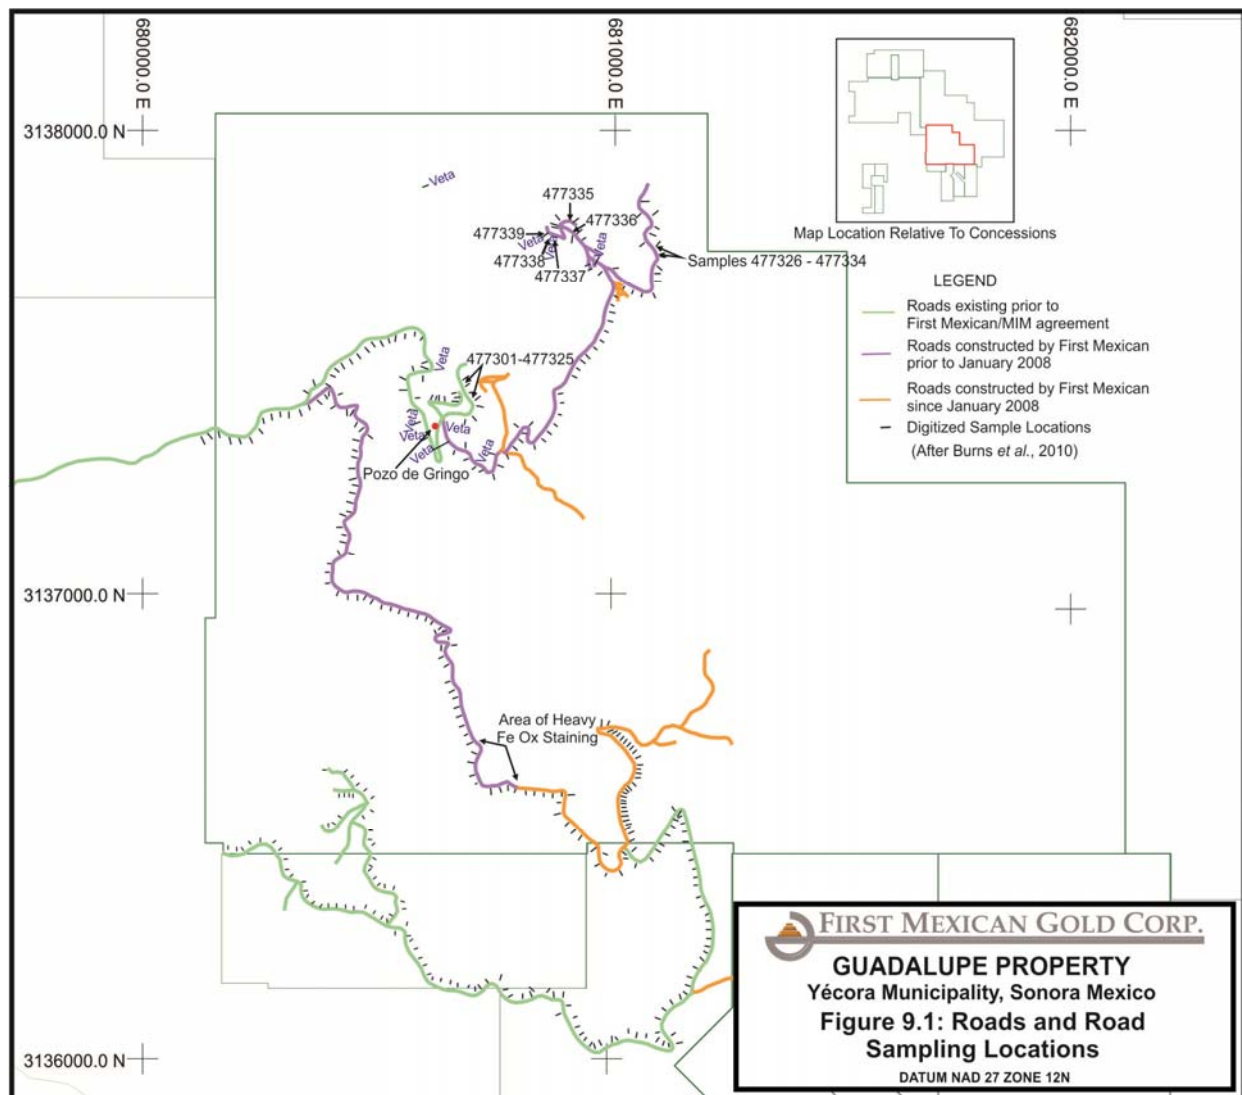 680000.0 E
681000.0 E
682000.0 E
3138000.0 N
Veta
477335
477336
477339
Veta
Veta
Veta
477338
477337
Samples 477326 - 477334
Map Location Relative To Concessions
LEGEND
Roads existing prior to
First Mexican/MIM agreement
Roads constructed by First Mexican
prior to January 2008
Roads constructed by First Mexican
since January 2008
Digitized Sample Locations
(After Burns et al., 2010)
Veta
477301-477325
Veta
Veta
Veta
Veta
Veta
Pozo de Gringo
3137000.0 N
Area of Heavy
Fe Ox Staining
3136000.0 N
FIRST MEXICAN GOLD CORP.
GUADALUPE PROPERTY
Yécora Municipality, Sonora Mexico
Figure 9.1: Roads and Road
Sampling Locations
DATUM NAD 27 ZONE 12N